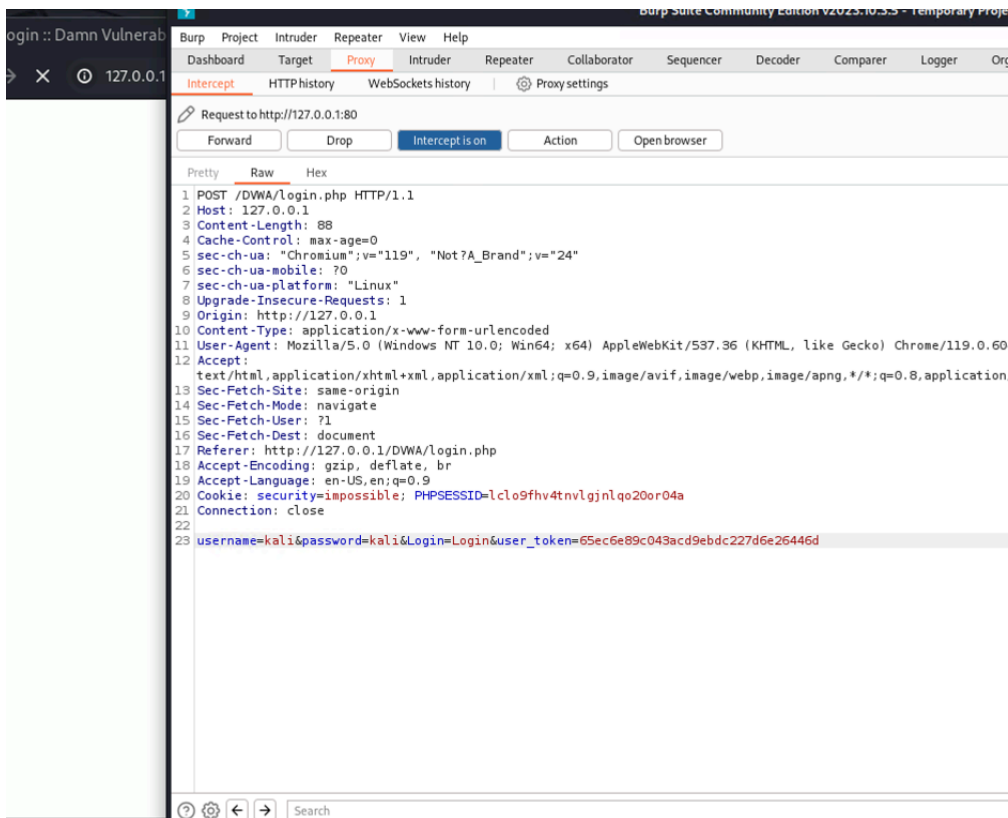 Burp Suite Community Edition v2023.10.3.5 - Temporary Proje
ogin :: Damn Vulnerab
127.0.0.1
Burp Project Intruder Repeater View Help
Dashboard Target Proxy Intruder Repeater Collaborator Sequencer Decoder Comparer Logger Org
Intercept HTTP history WebSockets history Proxy settings
Request to http://127.0.0.1:80
Forward Drop Intercept is on Action Open browser
Pretty Raw Hex
1 POST /DVWA/login.php HTTP/1.1
2 Host: 127.0.0.1
3 Content-Length: 88
4 Cache-Control: max-age=0
5 sec-ch-ua: "Chromium";v="119", "Not?A_Brand";v="24"
6 sec-ch-ua-mobile: ?0
7 sec-ch-ua-platform: "Linux"
8 Upgrade-Insecure-Requests: 1
9 Origin: http://127.0.0.1
10 Content-Type: application/x-www-form-urlencoded
11 User-Agent: Mozilla/5.0 (Windows NT 10.0; Win64; x64) AppleWebKit/537.36 (KHTML, like Gecko) Chrome/119.0.60
12 Accept:
text/html,application/xhtml+xml,application/xml;q=0.9,image/avif,image/webp,image/apng,*/*;q=0.8,application,
13 Sec-Fetch-Site: same-origin
14 Sec-Fetch-Mode: navigate
15 Sec-Fetch-User: ?1
16 Sec-Fetch-Dest: document
17 Referer: http://127.0.0.1/DVWA/login.php
18 Accept-Encoding: gzip, deflate, br
19 Accept-Language: en-US,en;q=0.9
20 Cookie: security=impossible; PHPSESSID=lclo9fhv4tnvlgjnlqo20or04a
21 Connection: close
22
23 username=kali&password=kali&Login=Login&user_token=65ec6e89c043acd9ebdc227d6e26446d
Search